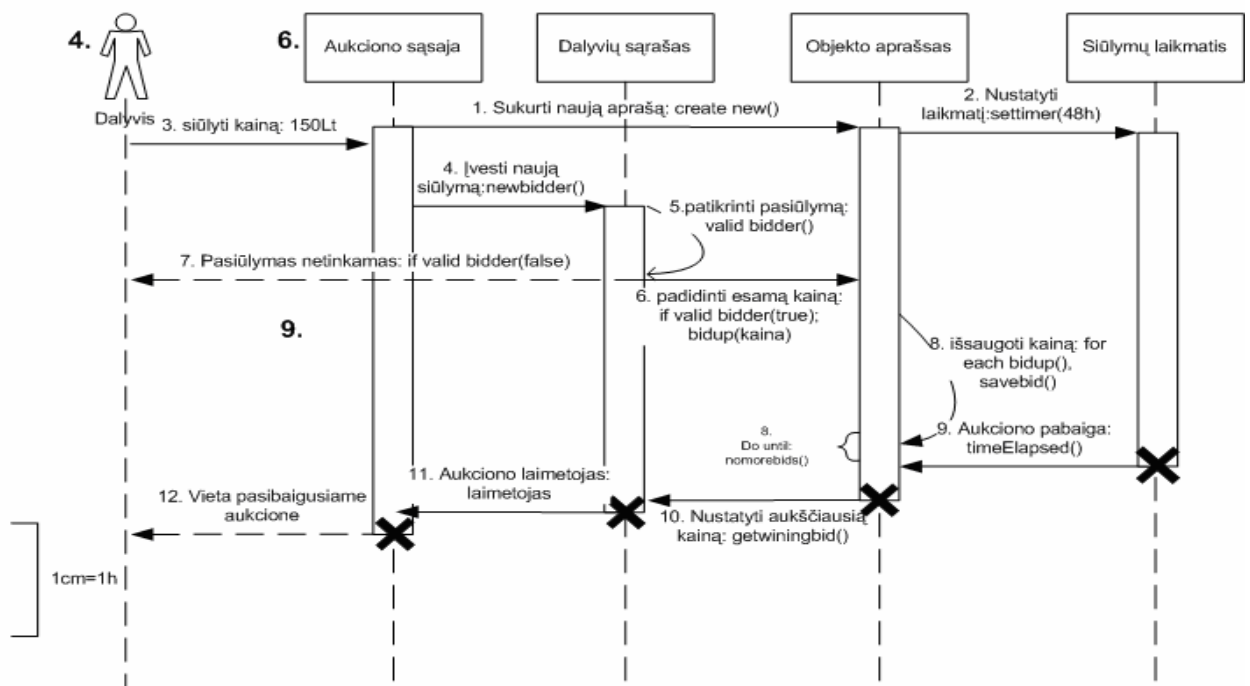 4.
Dalyvis
6.
Aukciono sąsaja
Dalyvių sąrašas
Objekto aprašsas
Siūlymų laikmatis
1. Sukurti naują aprašą: create new()
2. Nustatyti
laikmatį:settimer(48h)
3. siūlyti kainą: 150Lt
4. Įvesti naują
siūlymą:newbidder()
5.patikrinti pasiūlymą:
valid bidder()
7. Pasiūlymas netinkamas: if valid bidder(false)
6. padidinti esamą kainą:
if valid bidder(true);
bidup(kaina)
9.
8. išsaugoti kainą: for
each bidup(),
savebid()
8.
Do until:
nomorebids()
9. Aukciono pabaiga:
timeElapsed()
11. Aukciono laimetojas:
laimetojas
10. Nustatyti aukščiausią
kainą: getwiningbid()
12. Vieta pasibaigusiame
aukcione
1cm=1h